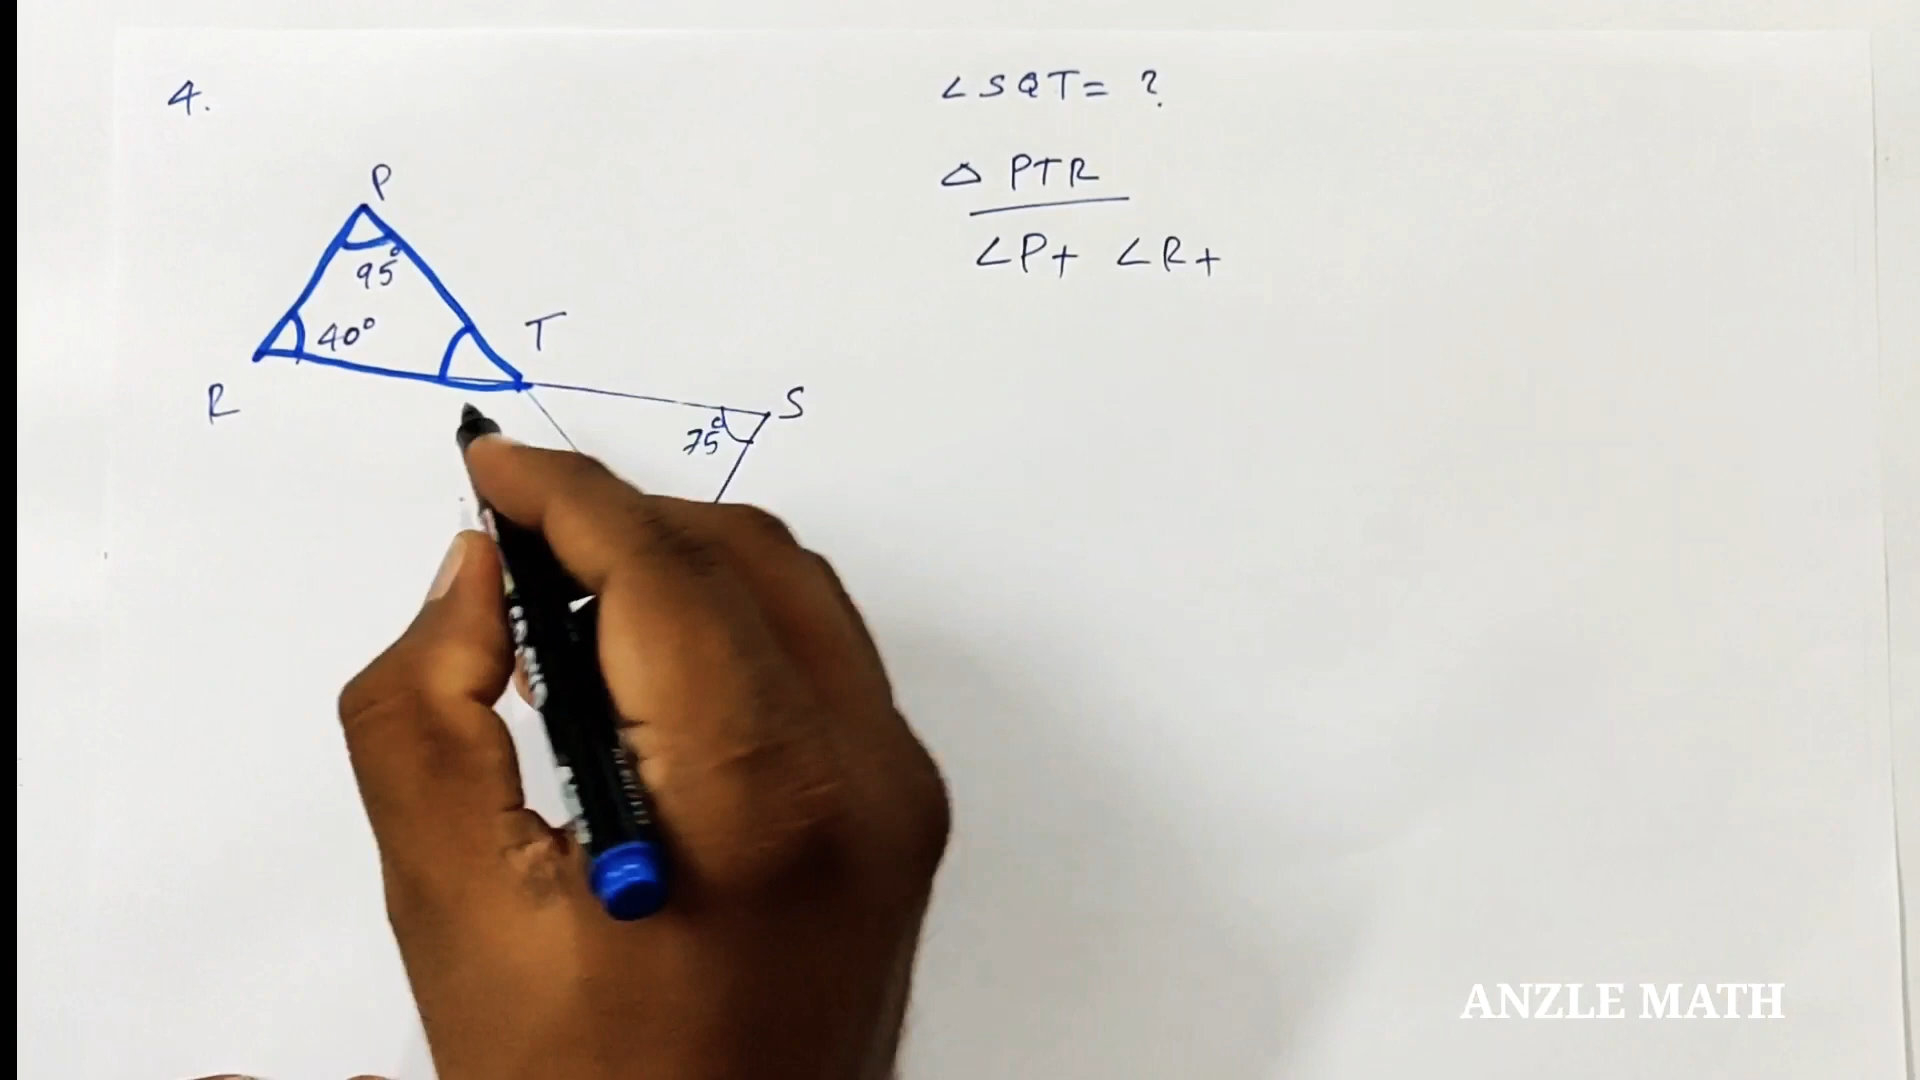 4.
∠SQT= ?
△ PTR
∠P+ ∠R+
P
95°
40°
T
R
S
75°
ANZLE MATH